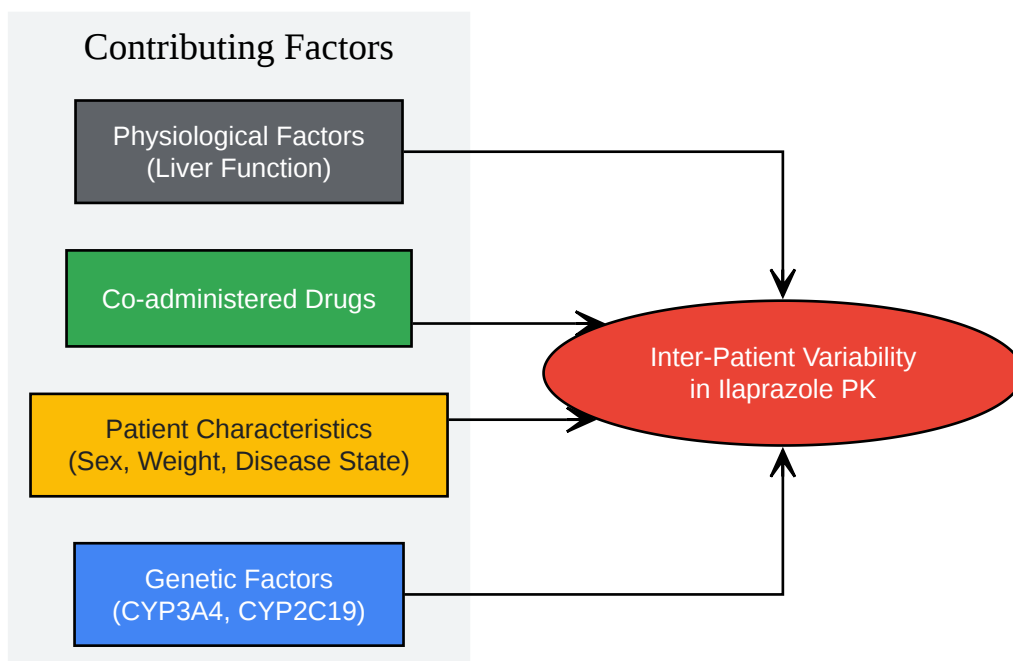 Contributing Factors
Physiological Factors
(Liver Function)
Co-administered Drugs
Patient Characteristics
(Sex, Weight, Disease State)
Genetic Factors
(CYP3A4, CYP2C19)
Inter-Patient Variability
in Ilaprazole PK